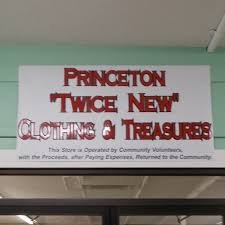 PRINCETON
"TWICE NEW"
CLOTHING & TREASURES
This Store is Operated by Community Volunteers,
with the Proceeds, after Paying Expenses, Returned to the Community.